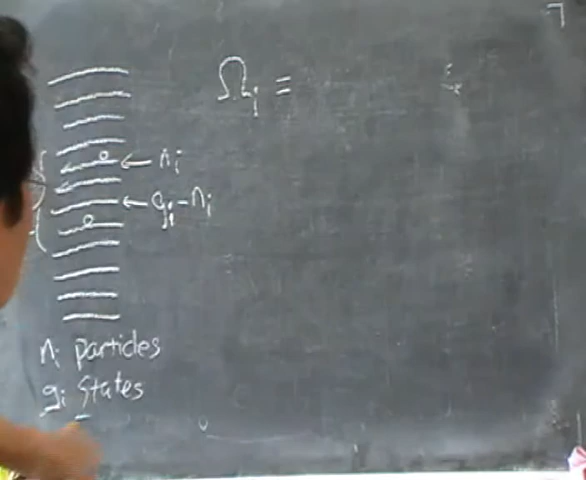 Ωi =
← ni
← gi-ni
ni particles
gi states